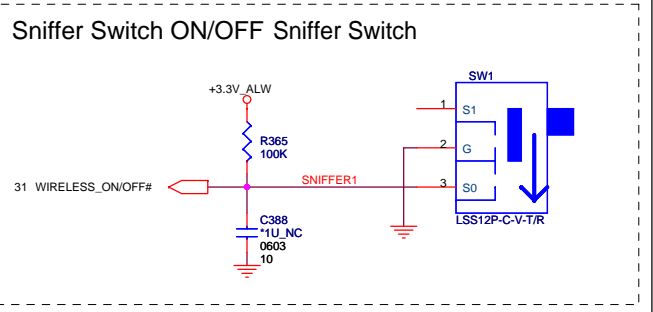 Sniffer Switch ON/OFF Sniffer Switch
+3.3V_ALW
R365
100K
31 WIRELESS_ON/OFF#
SNIFFER1
C388
*1U_NC
0603
10
SW1
1 S1
2 G
3 S0
LSS12P-C-V-T/R